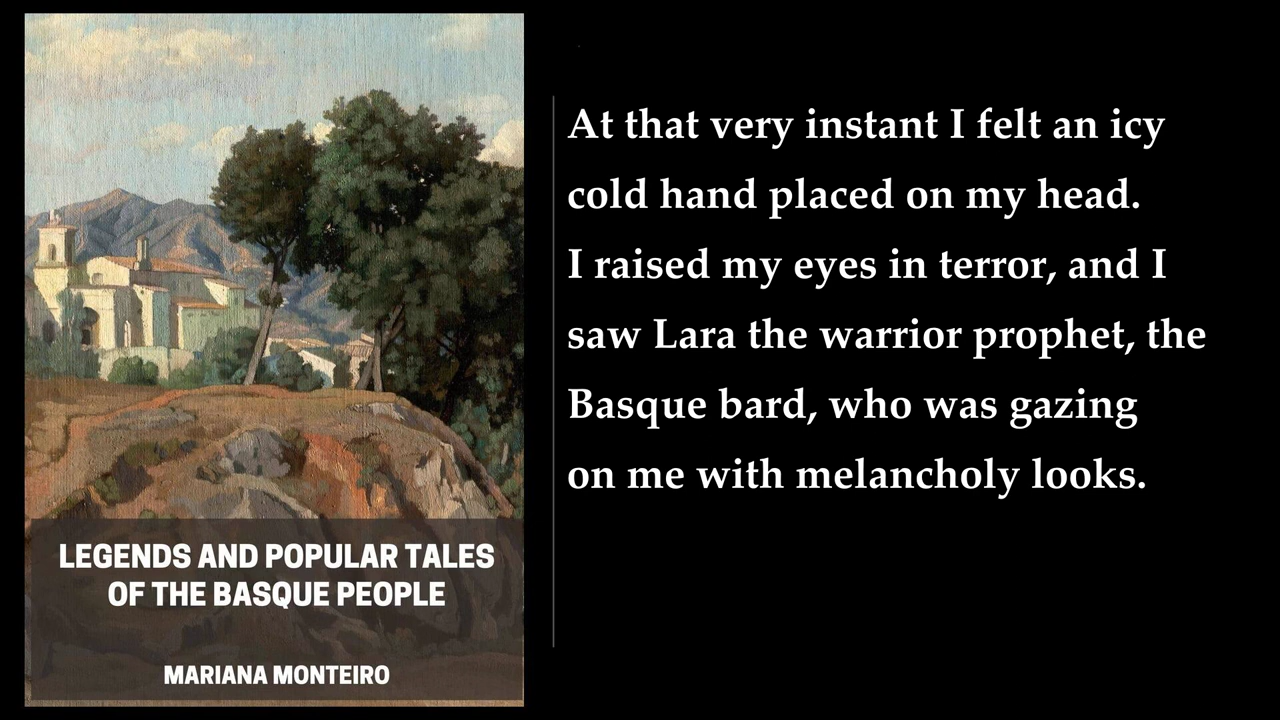 At that very instant I felt an icy
cold hand placed on my head.
I raised my eyes in terror, and I
saw Lara the warrior prophet, the
Basque bard, who was gazing
on me with melancholy looks.
LEGENDS AND POPULAR TALES
OF THE BASQUE PEOPLE
MARIANA MONTEIRO